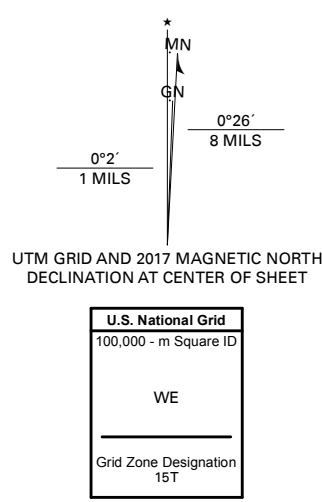 ★
MN
GN
0°26´
8 MILS
0°2´
1 MILS
UTM GRID AND 2017 MAGNETIC NORTH
DECLINATION AT CENTER OF SHEET
U.S. National Grid
100,000 - m Square ID
WE
Grid Zone Designation
15T